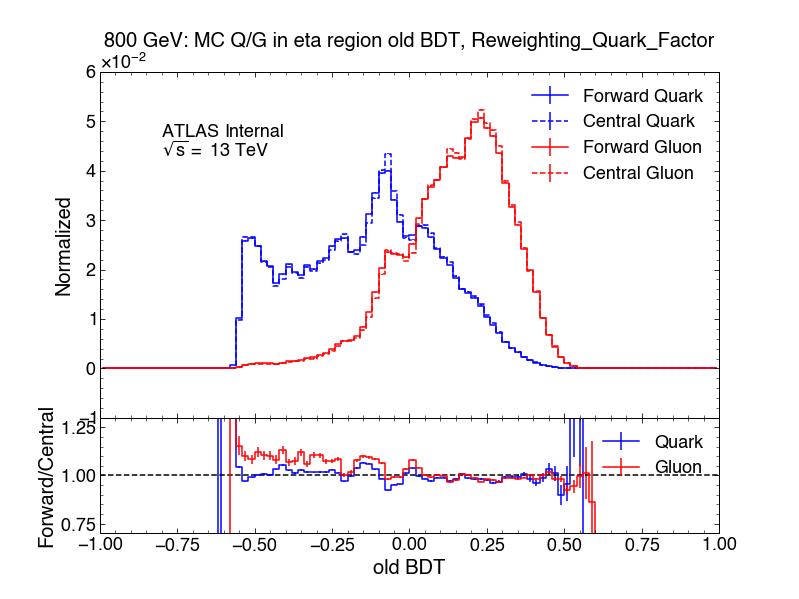 800 GeV: MC Q/G in eta region old BDT, Reweighting_Quark_Factor
×10−2
6
5
4
3
2
1
0
−1
Normalized
ATLAS Internal
√s = 13 TeV
Forward Quark
Central Quark
Forward Gluon
Central Gluon
1.25
1.00
0.75
Forward/Central
Quark
Gluon
−1.00 −0.75 −0.50 −0.25 0.00 0.25 0.50 0.75 1.00
old BDT